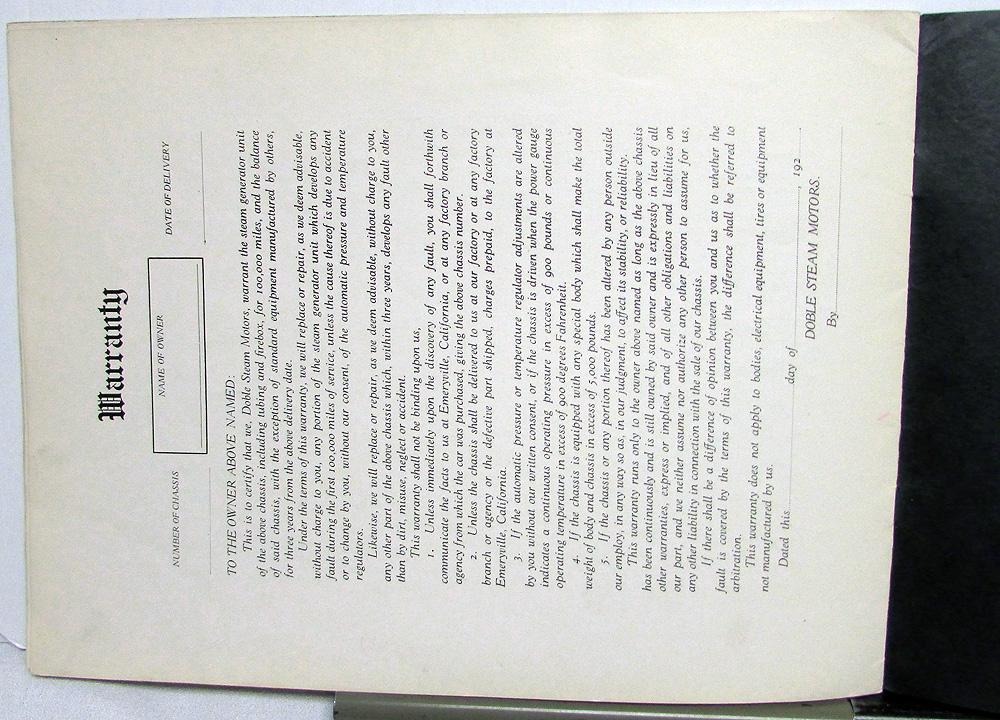 Warranty
NUMBER OF CHASSIS
NAME OF OWNER
DATE OF DELIVERY
TO THE OWNER ABOVE NAMED:
This is to certify that we, Doble Steam Motors, warrant the steam generator unit
of the above chassis, including tubing and firebox, for 100,000 miles, and the balance
of said chassis, with the exception of standard equipment manufactured by others,
for three years from the above delivery date.
Under the terms of this warranty, we will replace or repair, as we deem advisable,
without charge to you, any portion of the steam generator unit which develops any
fault during the first 100,000 miles of service, unless the cause thereof is due to accident
or to change by you, without our consent, of the automatic pressure and temperature
regulators.
Likewise, we will replace or repair, as we deem advisable, without charge to you,
any other part of the above chassis which, within three years, develops any fault other
than by dirt, misuse, neglect or accident.
This warranty shall not be binding upon us,
1. Unless immediately upon the discovery of any fault, you shall forthwith
communicate the facts to us at Emeryville, California, or at any factory branch or
agency from which the car was purchased, giving the above chassis number.
2. Unless the chassis shall be delivered to us at our factory or at any factory
branch or agency or the defective part shipped, charges prepaid, to the factory at
Emeryville, California.
3. If the automatic pressure or temperature regulator adjustments are altered
by you without our written consent, or if the chassis is driven when the power gauge
indicates a continuous operating pressure in excess of 900 pounds or continuous
operating temperature in excess of 900 degrees Fahrenheit.
4. If the chassis is equipped with any special body which shall make the total
weight of body and chassis in excess of 5,000 pounds.
5. If the chassis or any portion thereof has been altered by any person outside
our employ, in any way so as, in our judgment, to affect its stability, or reliability.
This warranty runs only to the owner above named as long as the above chassis
has been continuously and is still owned by said owner and is expressly in lieu of all
other warranties, express or implied, and of all other obligations and liabilities on
our part, and we neither assume nor authorize any other person to assume for us,
any other liability in connection with the sale of our chassis.
If there shall be a difference of opinion between you and us as to whether the
fault is covered by the terms of this warranty, the difference shall be referred to
arbitration.
This warranty does not apply to bodies, electrical equipment, tires or equipment
not manufactured by us.
Dated this day of , 192
DOBLE STEAM MOTORS.
By